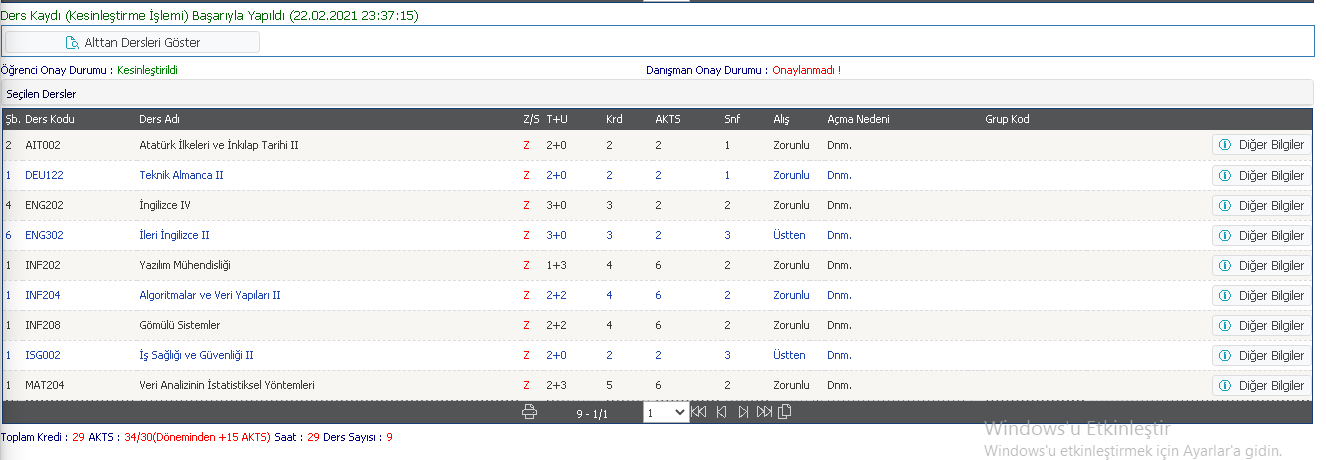 Ders Kaydı (Kesinleştirme İşlemi) Başarıyla Yapıldı (22.02.2021 23:37:15)
Alttan Dersleri Göster
Öğrenci Onay Durumu : Kesinleştirildi Danışman Onay Durumu : Onaylanmadı !
Seçilen Dersler
Şb. Ders Kodu Ders Adı Z/S T+U Krd AKTS Snf Alış Açma Nedeni Grup Kod
2 AIT002 Atatürk İlkeleri ve İnkılap Tarihi II Z 2+0 2 2 1 Zorunlu Dnm. Diğer Bilgiler
1 DEU122 Teknik Almanca II Z 2+0 2 2 1 Zorunlu Dnm. Diğer Bilgiler
4 ENG202 İngilizce IV Z 3+0 3 2 2 Zorunlu Dnm. Diğer Bilgiler
6 ENG302 İleri İngilizce II Z 3+0 3 2 3 Üstten Dnm. Diğer Bilgiler
1 INF202 Yazılım Mühendisliği Z 1+3 4 6 2 Zorunlu Dnm. Diğer Bilgiler
1 INF204 Algoritmalar ve Veri Yapıları II Z 2+2 4 6 2 Zorunlu Dnm. Diğer Bilgiler
1 INF208 Gömülü Sistemler Z 2+2 4 6 2 Zorunlu Dnm. Diğer Bilgiler
1 ISG002 İş Sağlığı ve Güvenliği II Z 2+0 2 2 3 Üstten Dnm. Diğer Bilgiler
1 MAT204 Veri Analizinin İstatistiksel Yöntemleri Z 2+3 5 6 2 Zorunlu Dnm. Diğer Bilgiler
9 - 1/1 1
Toplam Kredi : 29 AKTS : 34/30(Döneminden +15 AKTS) Saat : 29 Ders Sayısı : 9
Windows'u Etkinleştir
Windows'u etkinleştirmek için Ayarlar'a gidin.